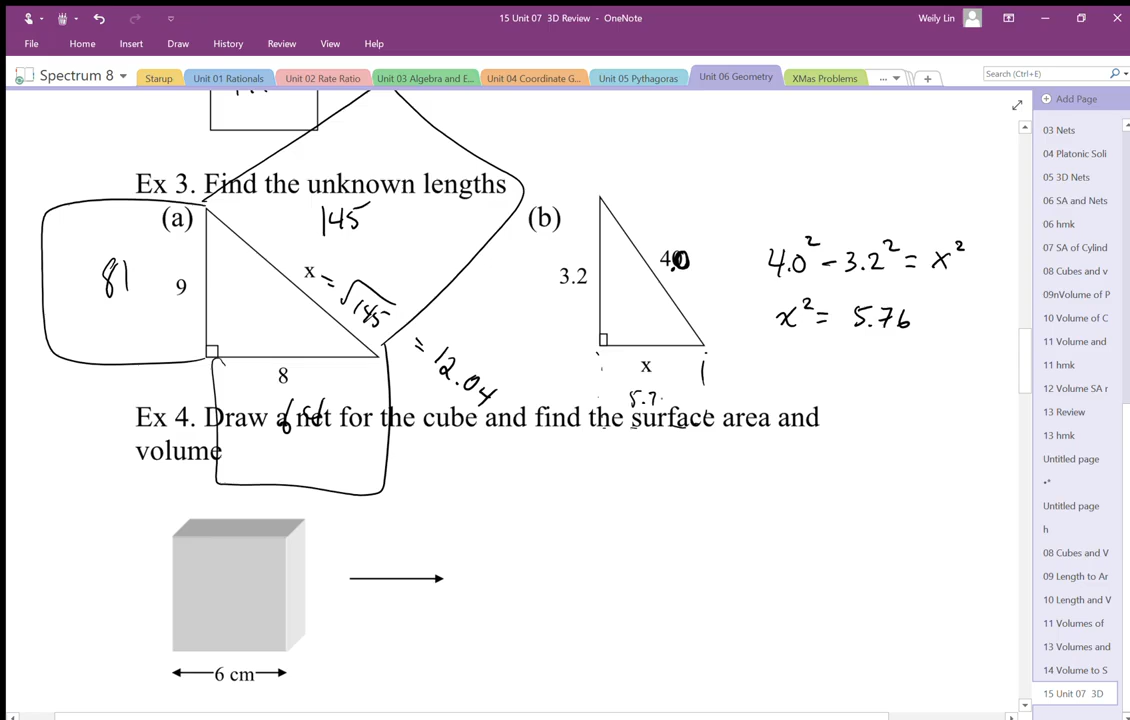 15 Unit 07 3D Review - OneNote
Weily Lin
File Home Insert Draw History Review View Help
Spectrum 8
Starup
Unit 01 Rationals
Unit 02 Rate Ratio
Unit 03 Algebra and E...
Unit 04 Coordinate G...
Unit 05 Pythagoras
Unit 06 Geometry
XMas Problems
...
Search (Ctrl+E)
Add Page
03 Nets
04 Platonic Soli
05 3D Nets
06 SA and Nets
06 hmk
07 SA of Cylind
08 Cubes and v
09nVolume of P
10 Volume of C
11 Volume and
11 hmk
12 Volume SA r
13 Review
13 hmk
Untitled page
•*
Untitled page
h
08 Cubes and V
09 Length to Ar
10 Length and V
11 Volumes of
13 Volumes and
14 Volume to S
15 Unit 07 3D
Ex 3. Find the unknown lengths
(a)
145
81
9
x = √145
= 12.04
8
64
(b)
3.2
4.0
x
5.7
4.0² - 3.2² = x²
x² = 5.76
Ex 4. Draw a net for the cube and find the surface area and
volume
6 cm